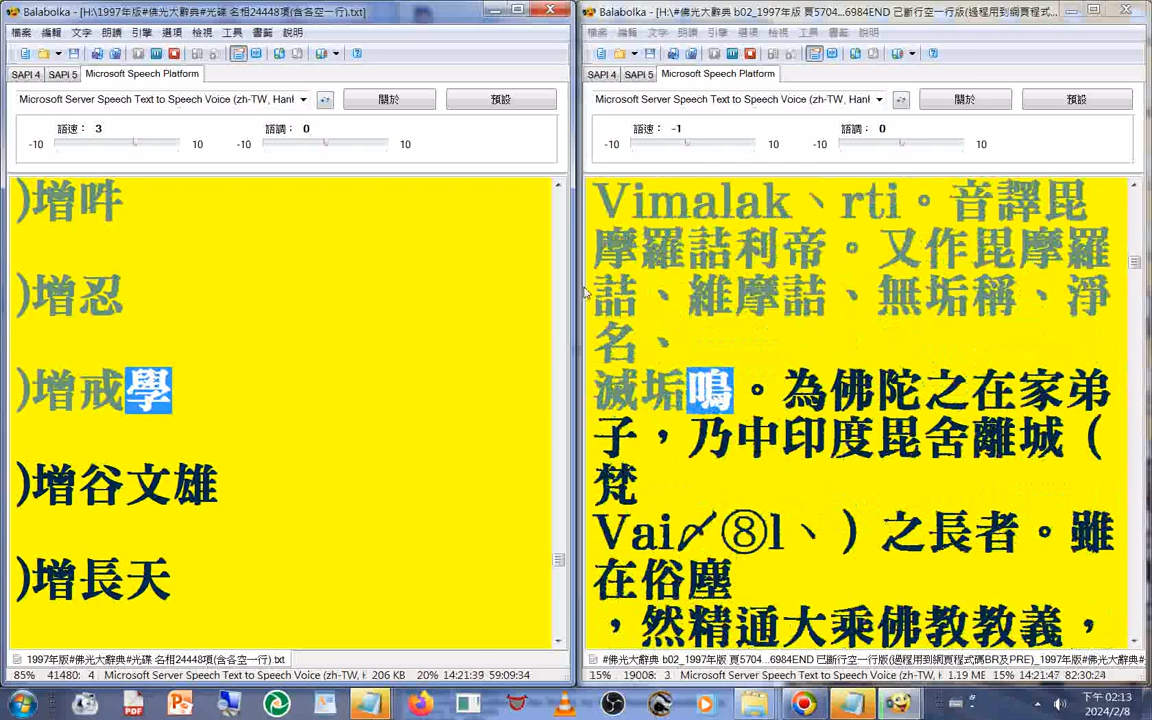 Balabolka - [H:\1997年版#佛光大辭典#光碟 名相24448項(含各空一行).txt]
檔案 編輯 文字 朗讀 引擎 選項 檢視 工具 書籤 說明
SAPI 4 SAPI 5 Microsoft Speech Platform
Microsoft Server Speech Text to Speech Voice (zh-TW, Hanl
關於 預設
語速： 3 語調： 0
-10 10 -10 10
)增吽
)增忍
)增戒學
)增谷文雄
)增長天
1997年版#佛光大辭典#光碟 名相24448項(含各空一行).txt
85% 41480: 4 Microsoft Server Speech Text to Speech Voice (zh-TW 206 KB 20% 14:21:39 59:09:34
Balabolka - [H:\#佛光大辭典 b02_1997年版 頁5704...6984END 已斷行空一行版(過程用到網頁程式...
檔案 編輯 文字 朗讀 引擎 選項 檢視 工具 書籤 說明
SAPI 4 SAPI 5 Microsoft Speech Platform
Microsoft Server Speech Text to Speech Voice (zh-TW, Hanl
關於 預設
語速： -1 語調： 0
-10 10 -10 10
Vimalak丶rti。音譯毘
摩羅詰利帝。又作毘摩羅
詰、維摩詰、無垢稱、淨
名、
滅垢鳴。為佛陀之在家弟
子，乃中印度毘舍離城（
梵
Vai〆⑧l丶）之長者。雖
在俗塵
，然精通大乘佛教教義，
#佛光大辭典 b02_1997年版 頁5704...6984END 已斷行空一行版(過程用到網頁程式碼BR及PRE)_1997年版#佛光大辭典#
15% 19008: 3 Microsoft Server Speech Text to Speech Voice (zh-T 1.19 ME 15% 14:21:47 82:30:24
下午 02:13
2024/2/8